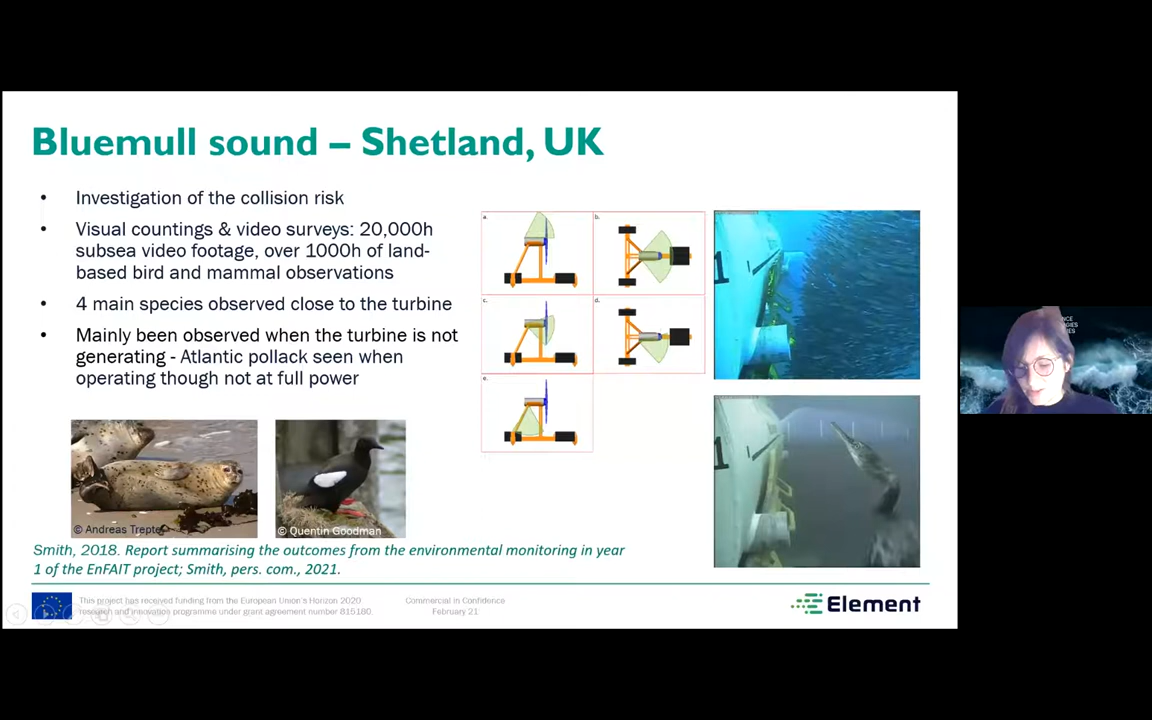 Bluemull sound – Shetland, UK
• Investigation of the collision risk
• Visual countings & video surveys: 20,000h
subsea video footage, over 1000h of land-
based bird and mammal observations
• 4 main species observed close to the turbine
• Mainly been observed when the turbine is not
generating - Atlantic pollack seen when
operating though not at full power
a.
b.
c.
d.
e.
© Andreas Trepte
© Quentin Goodman
Smith, 2018. Report summarising the outcomes from the environmental monitoring in year
1 of the EnFAIT project; Smith, pers. com., 2021.
This project has received funding from the European Union's Horizon 2020
research and innovation programme under grant agreement number 815180.
Commercial in Confidence
February 21
Element